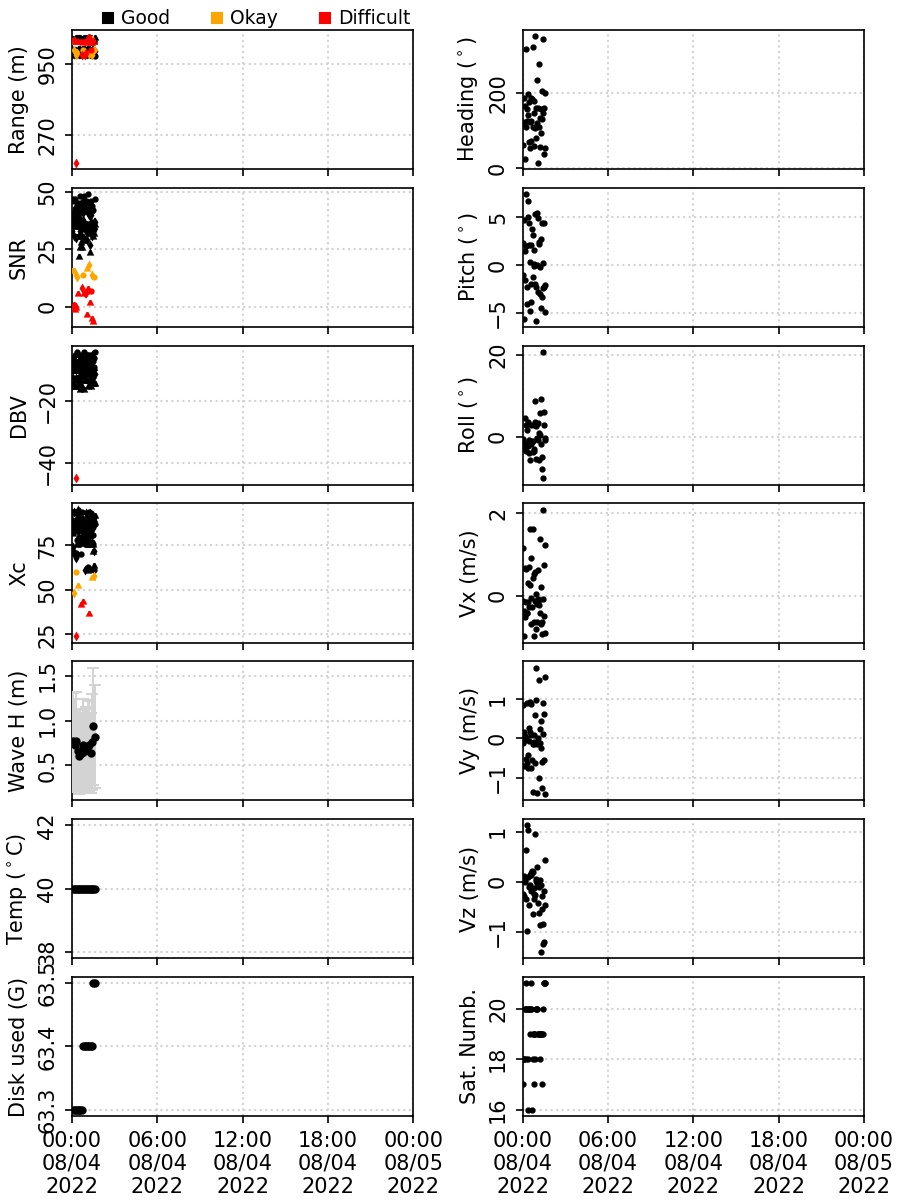 Good Okay Difficult
Range (m)
950
270
Heading (°)
200
0
SNR
50
25
0
Pitch (°)
5
0
−5
DBV
−20
−40
Roll (°)
20
0
Xc
75
50
25
Vx (m/s)
2
0
Wave H (m)
1.5
1.0
0.5
Vy (m/s)
1
0
−1
Temp (°C)
42
40
38
Vz (m/s)
1
0
−1
Disk used (G)
63.5
63.4
63.3
Sat. Numb.
20
18
16
00:00 06:00 12:00 18:00 00:00
08/04 08/04 08/04 08/04 08/05
2022 2022 2022 2022 2022
00:00 06:00 12:00 18:00 00:00
08/04 08/04 08/04 08/04 08/05
2022 2022 2022 2022 2022